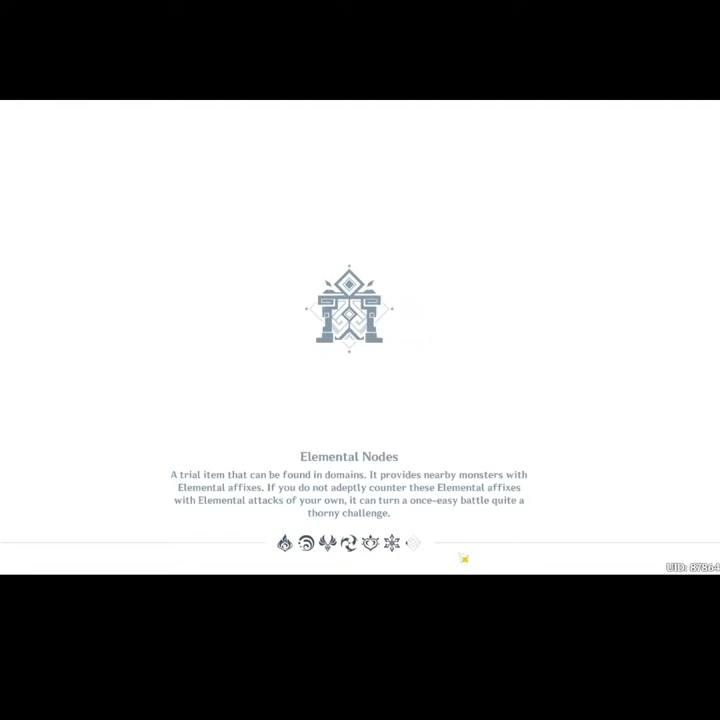 Elemental Nodes
A trial item that can be found in domains. It provides nearby monsters with
Elemental affixes. If you do not adeptly counter these Elemental affixes
with Elemental attacks of your own, it can turn a once-easy battle quite a
thorny challenge.
UID: 87864